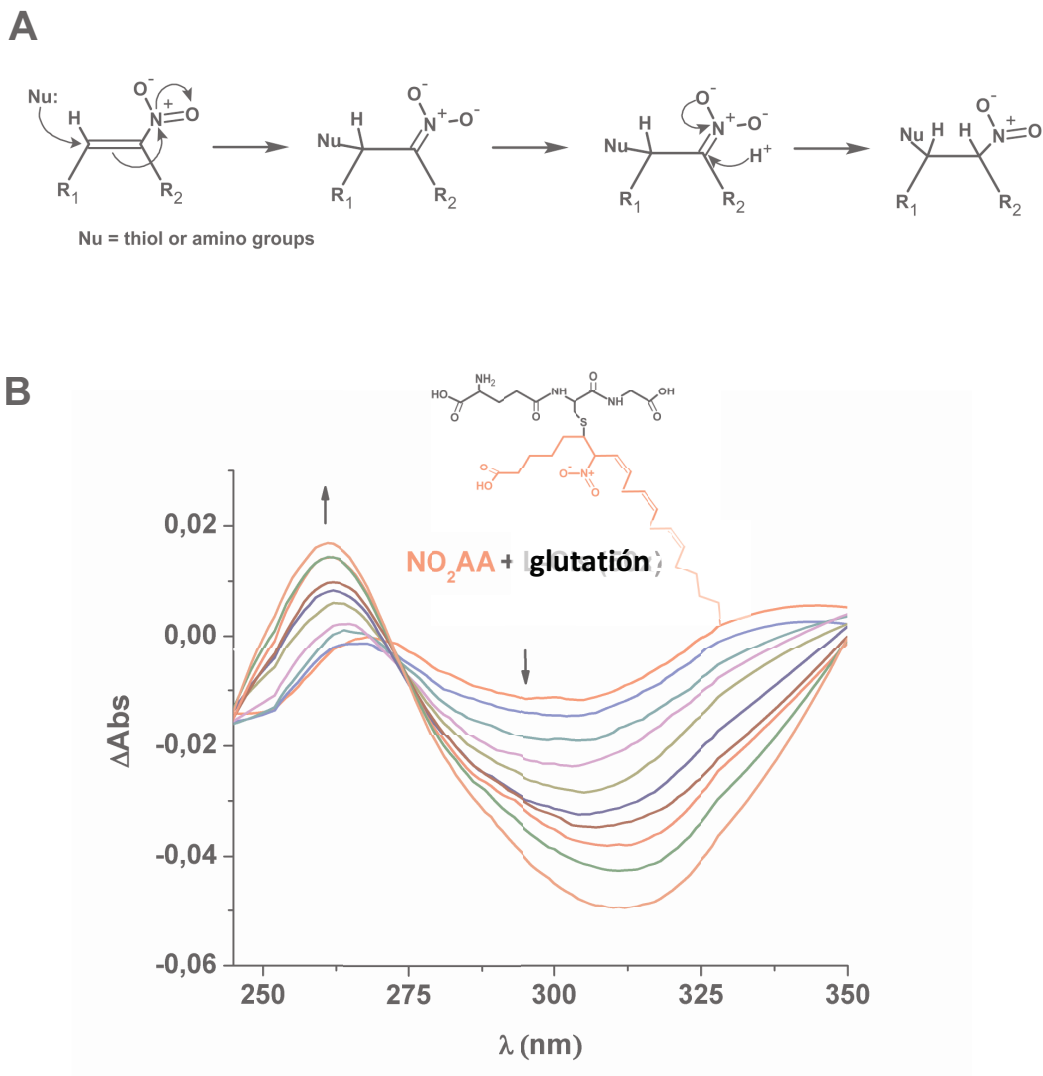 A
Nu:
H
O-
N+
O
R1
R2
Nu
H
O-
N+
O-
R1
R2
Nu
H
O-
N+
O-
H+
R1
R2
Nu
H
H
O-
N+
O
R1
R2
Nu = thiol or amino groups
B
NH2
HO
O
O
NH
O
NH
O
OH
S
O
HO
O-
N+
O
NO2AA + glutatión
0,02
0,00
-0,02
-0,04
-0,06
ΔAbs
250 275 300 325 350
λ (nm)